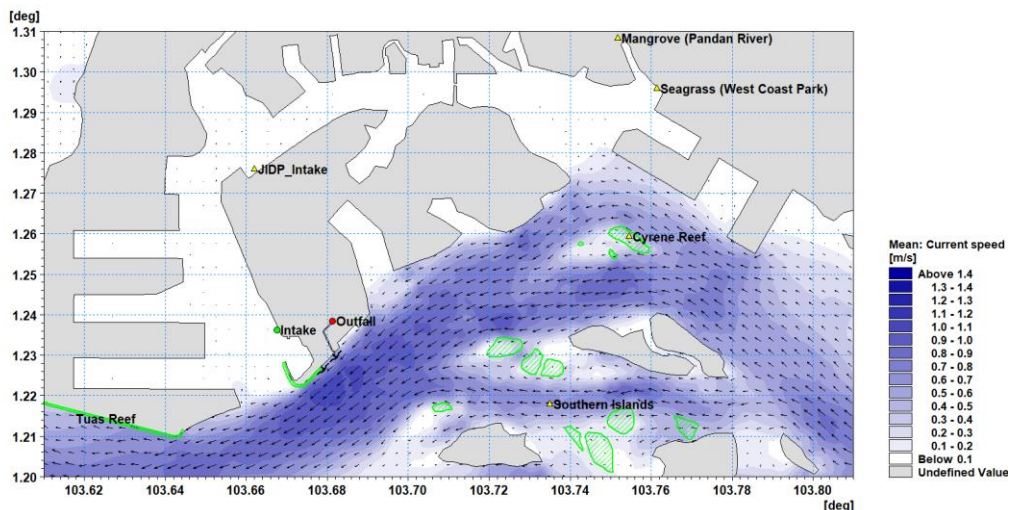 [deg]
1.31
1.30
1.29
1.28
1.27
1.26
1.25
1.24
1.23
1.22
1.21
1.20
Mangrove (Pandan River)
Seagrass (West Coast Park)
JIDP_Intake
Cyrene Reef
Outfall
Intake
Southern Islands
Tuas Reef
103.62 103.64 103.66 103.68 103.70 103.72 103.74 103.76 103.78 103.80
[deg]
Mean: Current speed
[m/s]
Above 1.4
1.3 - 1.4
1.2 - 1.3
1.1 - 1.2
1.0 - 1.1
0.9 - 1.0
0.8 - 0.9
0.7 - 0.8
0.6 - 0.7
0.5 - 0.6
0.4 - 0.5
0.3 - 0.4
0.2 - 0.3
0.1 - 0.2
Below 0.1
Undefined Value